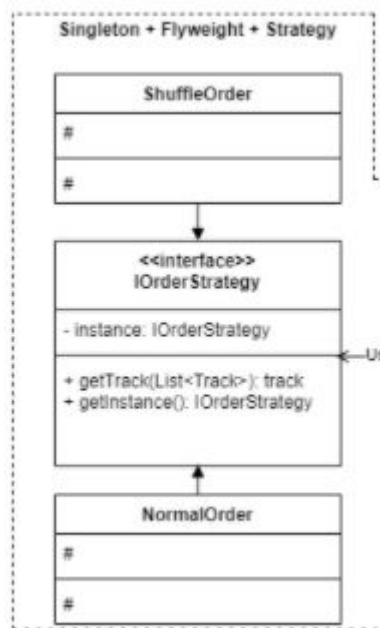 Singleton + Flyweight + Strategy
ShuffleOrder
#
#
<<interface>>
IOrderStrategy
- instance: IOrderStrategy
+ getTrack(List<Track>): track
+ getInstance(): IOrderStrategy
NormalOrder
#
#